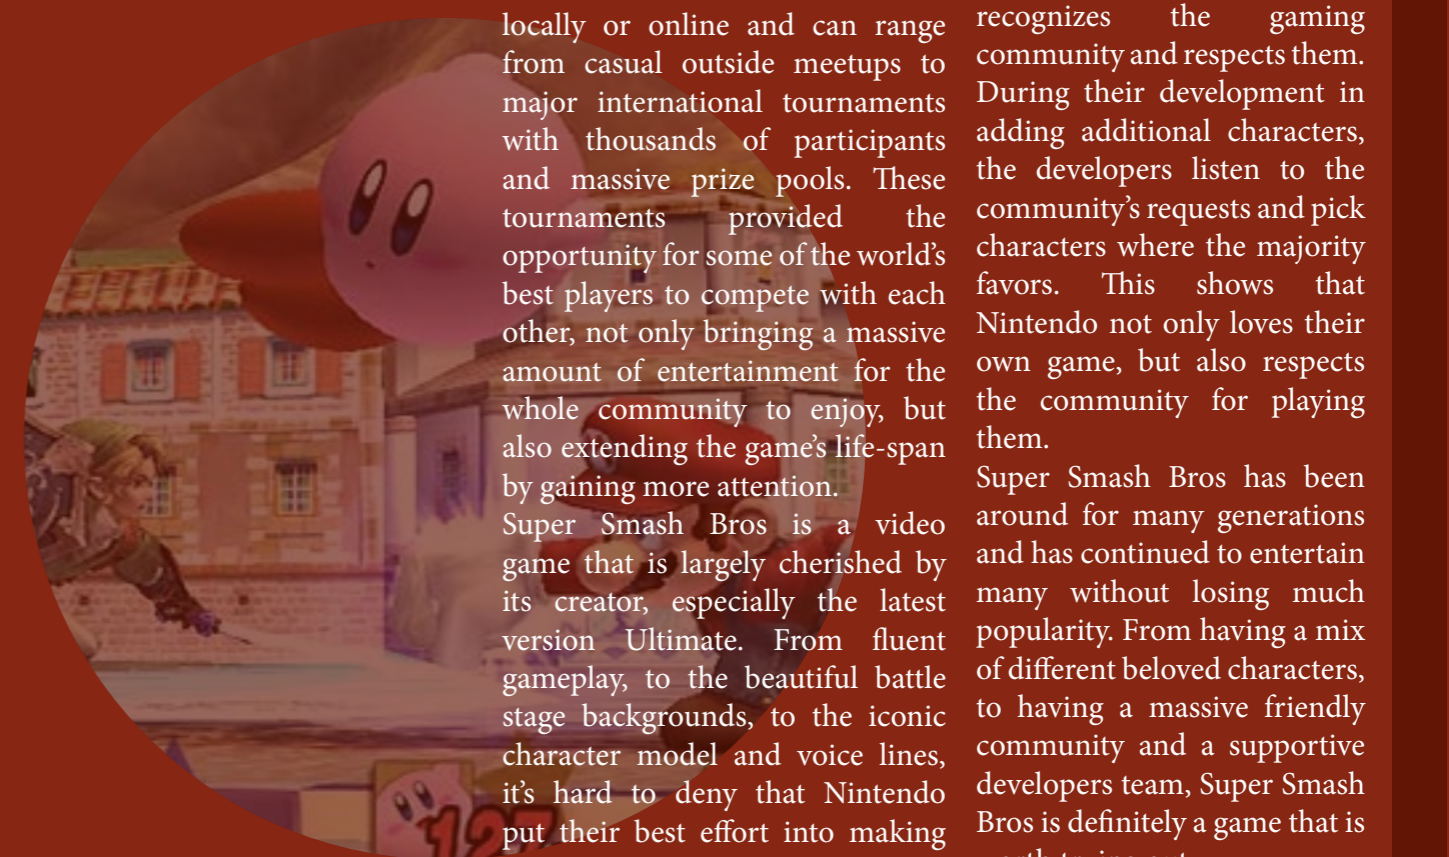 locally or online and can range
from casual outside meetups to
major international tournaments
with thousands of participants
and massive prize pools. These
tournaments provided the
opportunity for some of the world's
best players to compete with each
other, not only bringing a massive
amount of entertainment for the
whole community to enjoy, but
also extending the game's life-span
by gaining more attention.
Super Smash Bros is a video
game that is largely cherished by
its creator, especially the latest
version Ultimate. From fluent
gameplay, to the beautiful battle
stage backgrounds, to the iconic
character model and voice lines,
it's hard to deny that Nintendo
put their best effort into making
127
recognizes the gaming
community and respects them.
During their development in
adding additional characters,
the developers listen to the
community's requests and pick
characters where the majority
favors. This shows that
Nintendo not only loves their
own game, but also respects
the community for playing
them.
Super Smash Bros has been
around for many generations
and has continued to entertain
many without losing much
popularity. From having a mix
of different beloved characters,
to having a massive friendly
community and a supportive
developers team, Super Smash
Bros is definitely a game that is